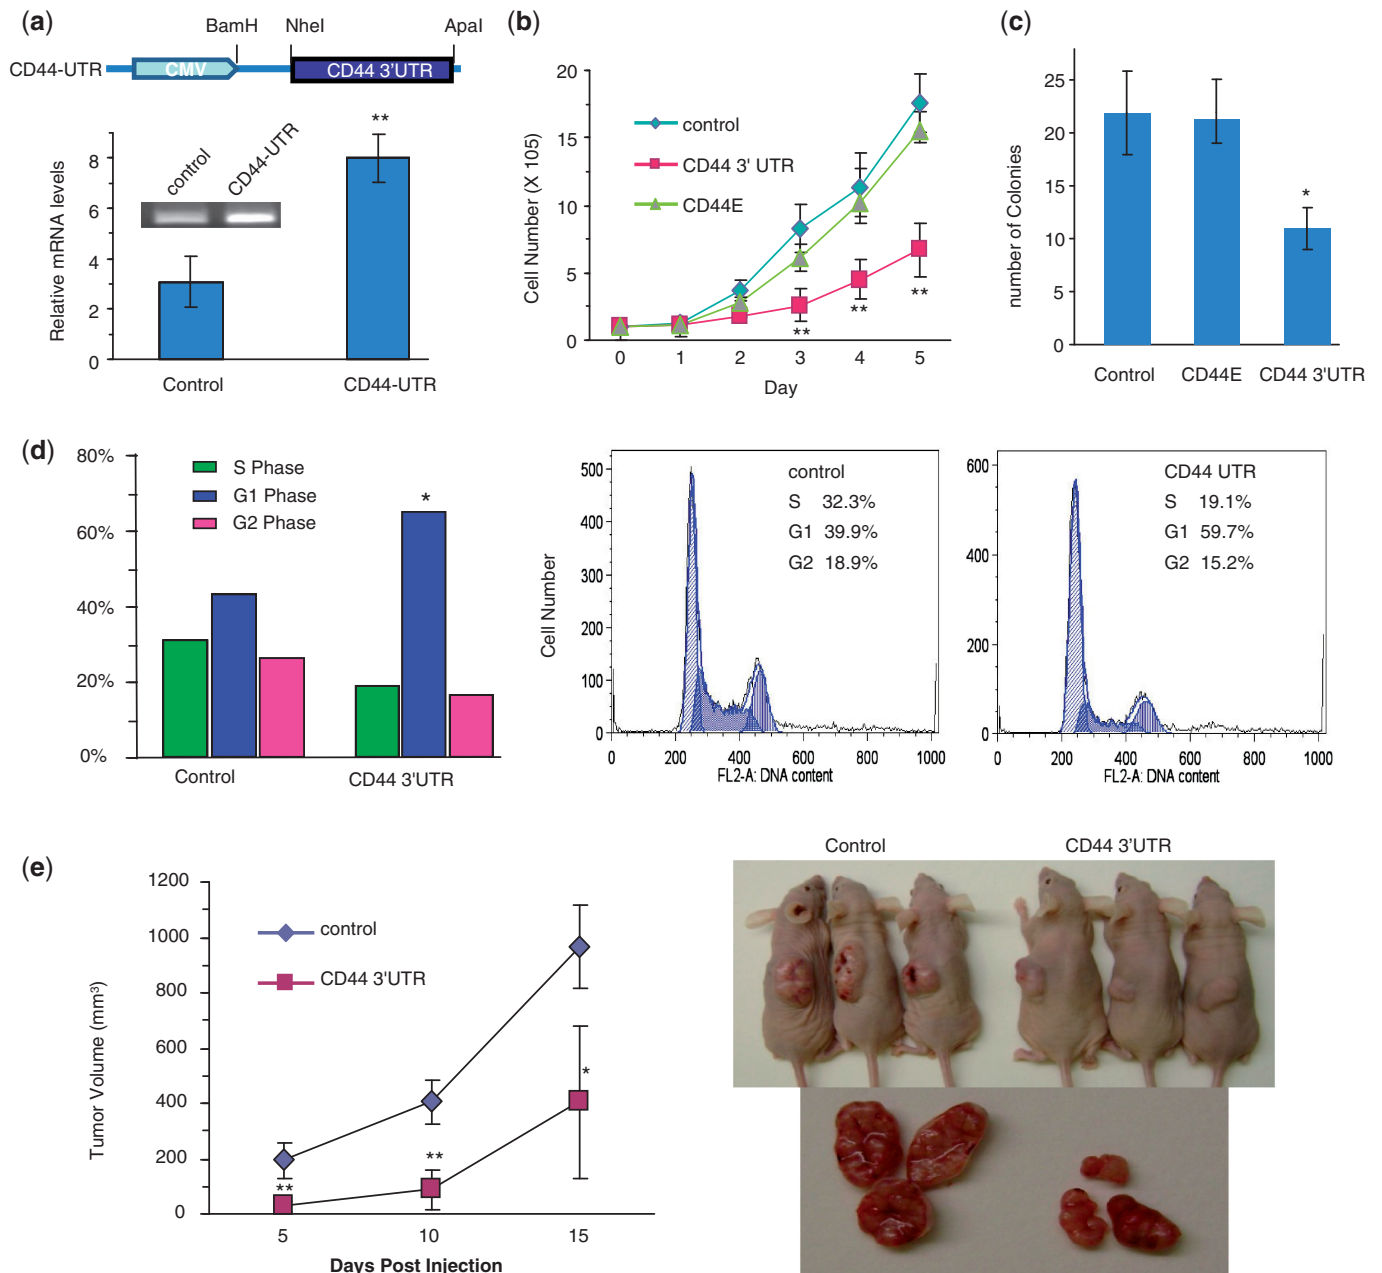 (a)
BamH NheI ApaI
CD44-UTR CMV CD44 3'UTR
**
control CD44-UTR
Relative mRNA levels
8
6
4
2
0
Control CD44-UTR
(b)
20
15
10
5
0
Cell Number (X 105)
control
CD44 3' UTR
CD44E
** ** **
0 1 2 3 4 5
Day
(c)
25
20
15
10
5
0
number of Colonies
*
Control CD44E CD44 3'UTR
(d)
80%
60%
40%
20%
0%
S Phase
G1 Phase
G2 Phase
*
Control CD44 3'UTR
Cell Number
500
400
300
200
100
0
control
S 32.3%
G1 39.9%
G2 18.9%
0 200 400 600 800 1000
FL2-A: DNA content
600
400
200
0
CD44 UTR
S 19.1%
G1 59.7%
G2 15.2%
0 200 400 600 800 1000
FL2-A: DNA content
(e)
1200
1000
800
600
400
200
0
Tumor Volume (mm³)
control
CD44 3'UTR
** ** *
5 10 15
Days Post Injection
Control CD44 3'UTR